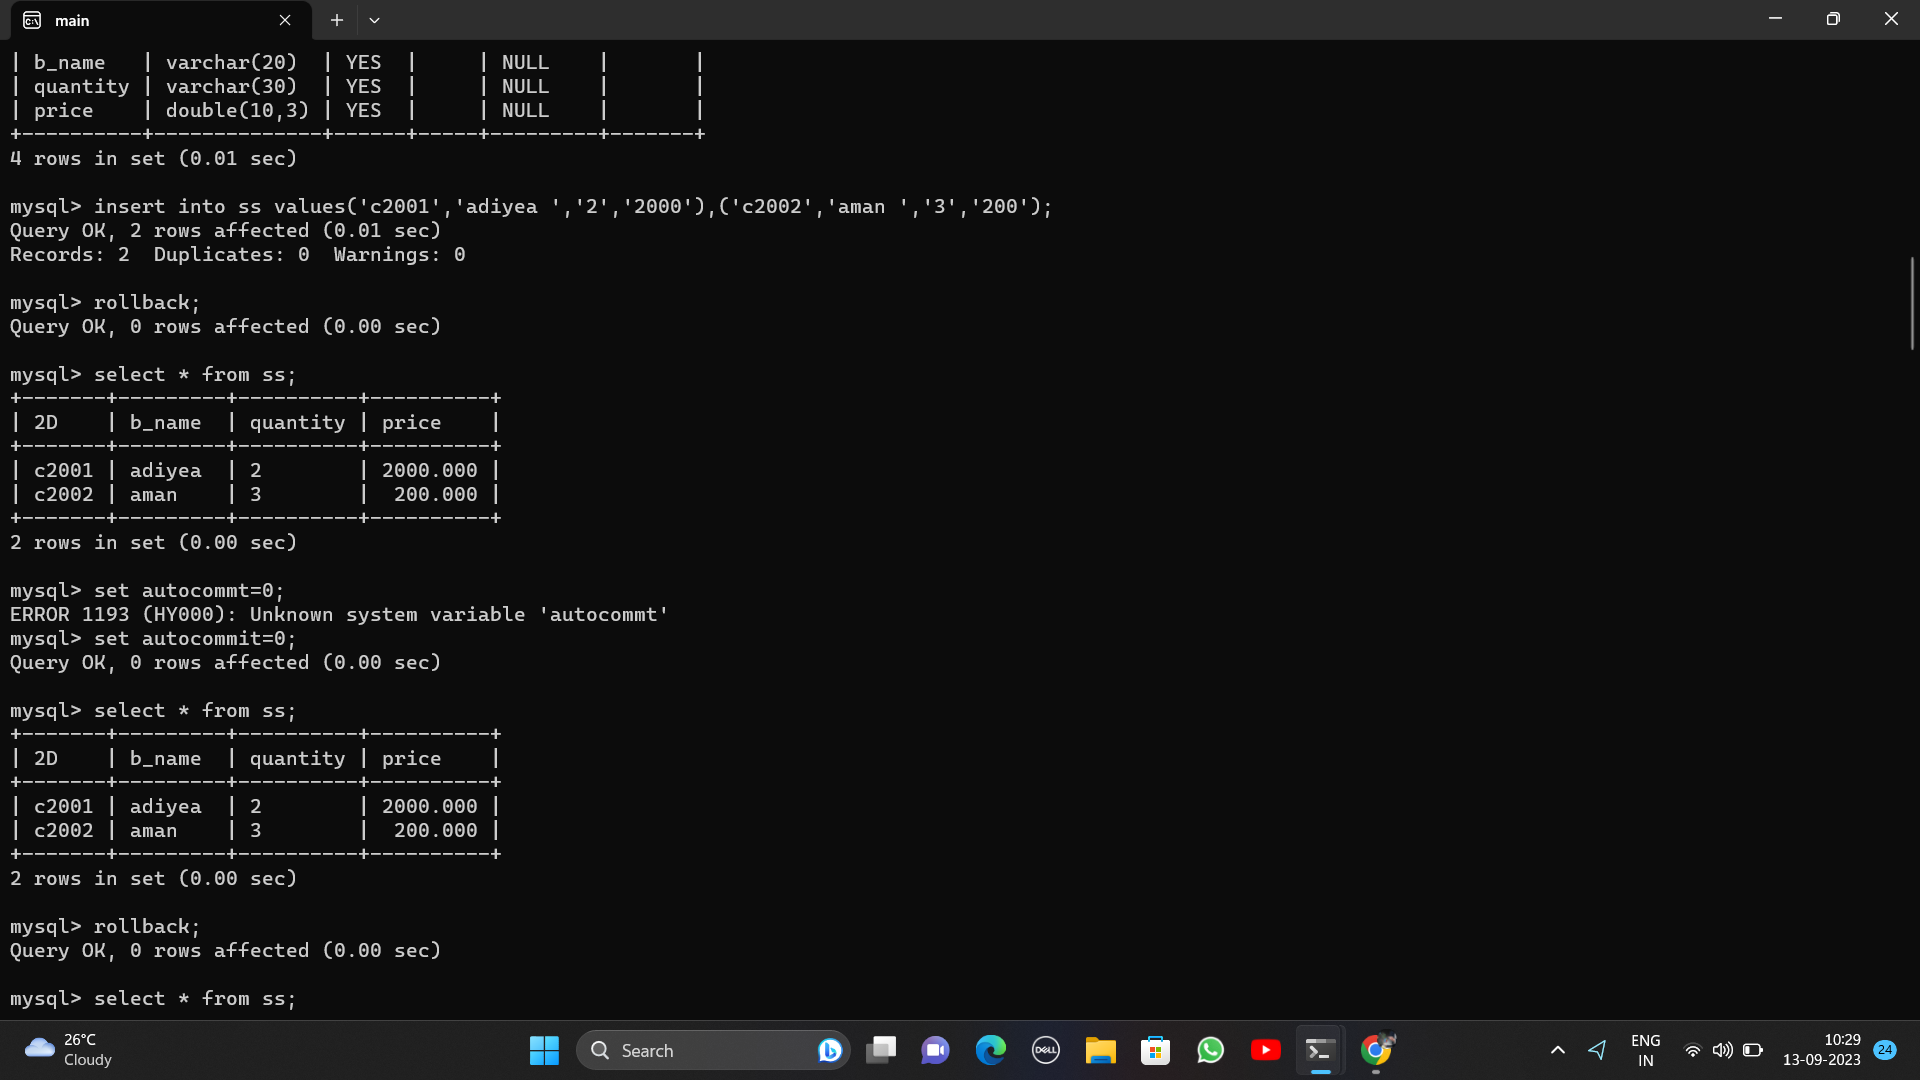 main
| b_name   | varchar(20)  | YES  |     | NULL    |       |
| quantity | varchar(30)  | YES  |     | NULL    |       |
| price    | double(10,3) | YES  |     | NULL    |       |
+----------+--------------+------+-----+---------+-------+
4 rows in set (0.01 sec)
mysql> insert into ss values('c2001','adiyea ','2','2000'),('c2002','aman ','3','200');
Query OK, 2 rows affected (0.01 sec)
Records: 2  Duplicates: 0  Warnings: 0
mysql> rollback;
Query OK, 0 rows affected (0.00 sec)
mysql> select * from ss;
+-------+---------+----------+----------+
| 2D    | b_name  | quantity | price    |
+-------+---------+----------+----------+
| c2001 | adiyea  | 2        | 2000.000 |
| c2002 | aman    | 3        |  200.000 |
+-------+---------+----------+----------+
2 rows in set (0.00 sec)
mysql> set autocommt=0;
ERROR 1193 (HY000): Unknown system variable 'autocommt'
mysql> set autocommit=0;
Query OK, 0 rows affected (0.00 sec)
mysql> select * from ss;
+-------+---------+----------+----------+
| 2D    | b_name  | quantity | price    |
+-------+---------+----------+----------+
| c2001 | adiyea  | 2        | 2000.000 |
| c2002 | aman    | 3        |  200.000 |
+-------+---------+----------+----------+
2 rows in set (0.00 sec)
mysql> rollback;
Query OK, 0 rows affected (0.00 sec)
mysql> select * from ss;
26°C
Cloudy
Search
DELL
ENG
IN
10:29
13-09-2023
24